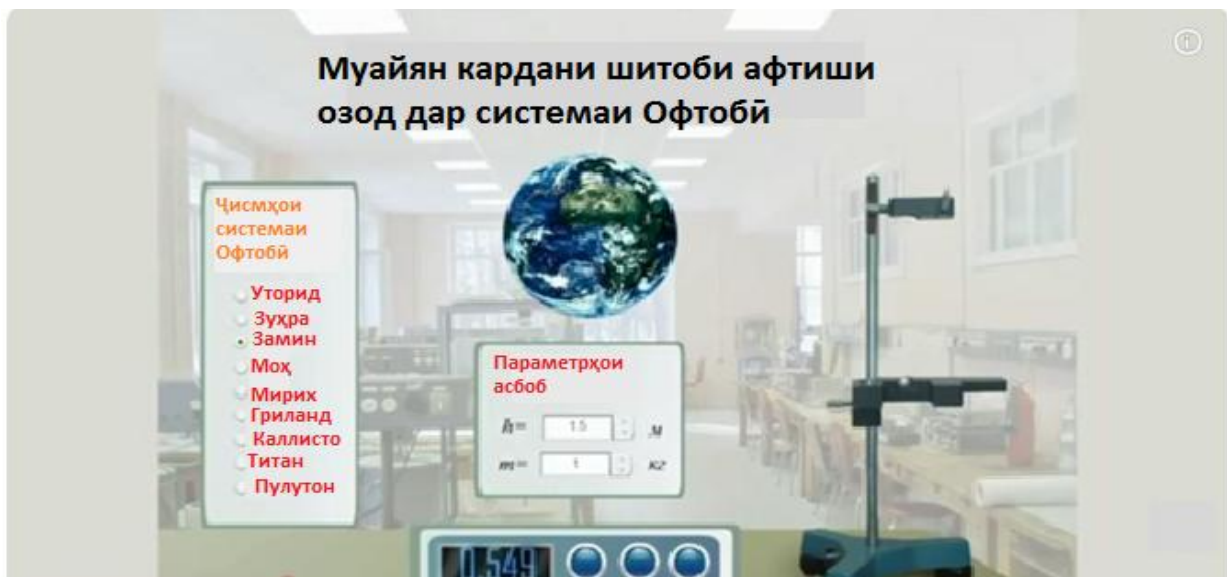 Муайян кардани шитоби афтиши
озод дар системаи Офтобӣ
Ҷисмҳои
системаи
Офтобӣ
Уторид
Зуҳра
Замин
Моҳ
Мирих
Гриланд
Каллисто
Титан
Пулутон
Параметрҳои
асбоб
h= 1.5 м
m= 1 кг
0.549